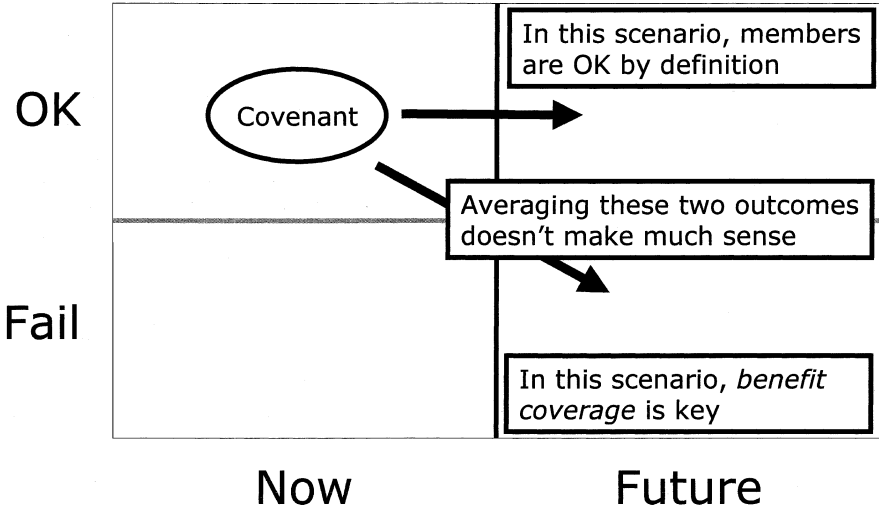 In this scenario, members
are OK by definition
OK
Covenant
Averaging these two outcomes
doesn't make much sense
Fail
In this scenario, benefit
coverage is key
Now
Future